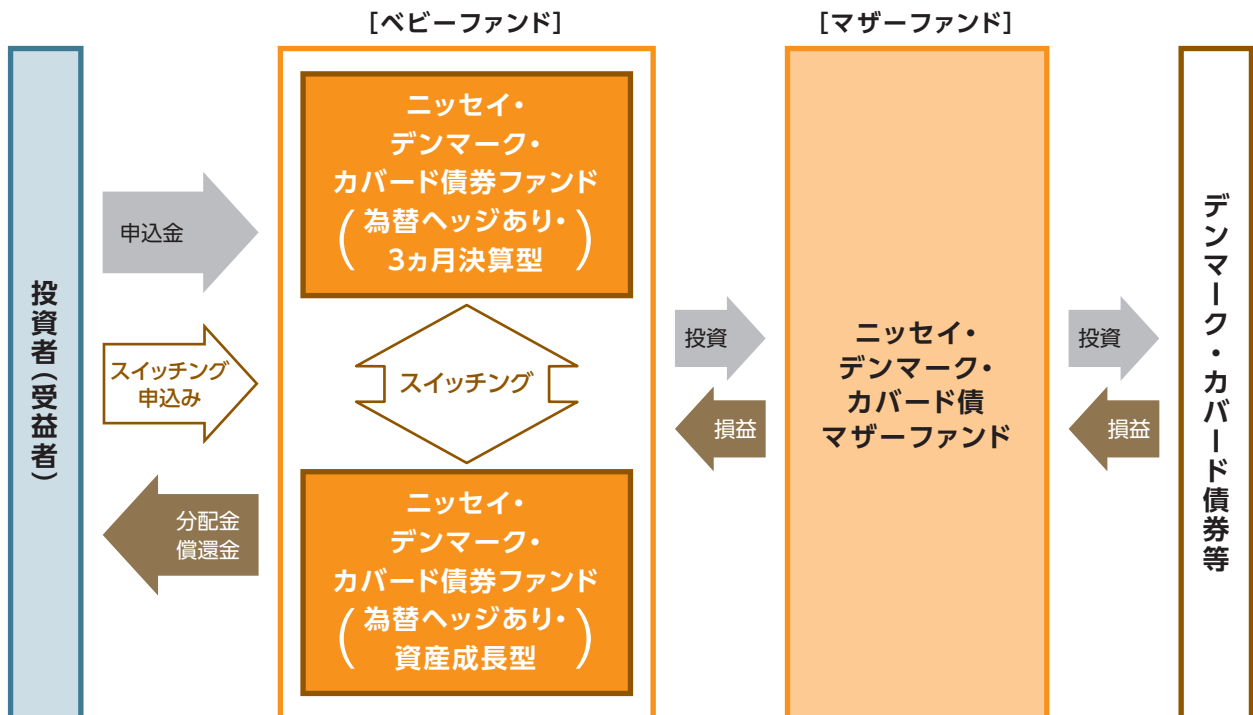 [ベビーファンド]
[マザーファンド]
投資者(受益者)
申込金
スイッチング
申込み
分配金
償還金
ニッセイ・
デンマーク・
カバード債券ファンド
(為替ヘッジあり・
3ヵ月決算型)
スイッチング
ニッセイ・
デンマーク・
カバード債券ファンド
(為替ヘッジあり・
資産成長型)
投資
損益
ニッセイ・
デンマーク・
カバード債
マザーファンド
投資
損益
デンマーク・カバード債券等